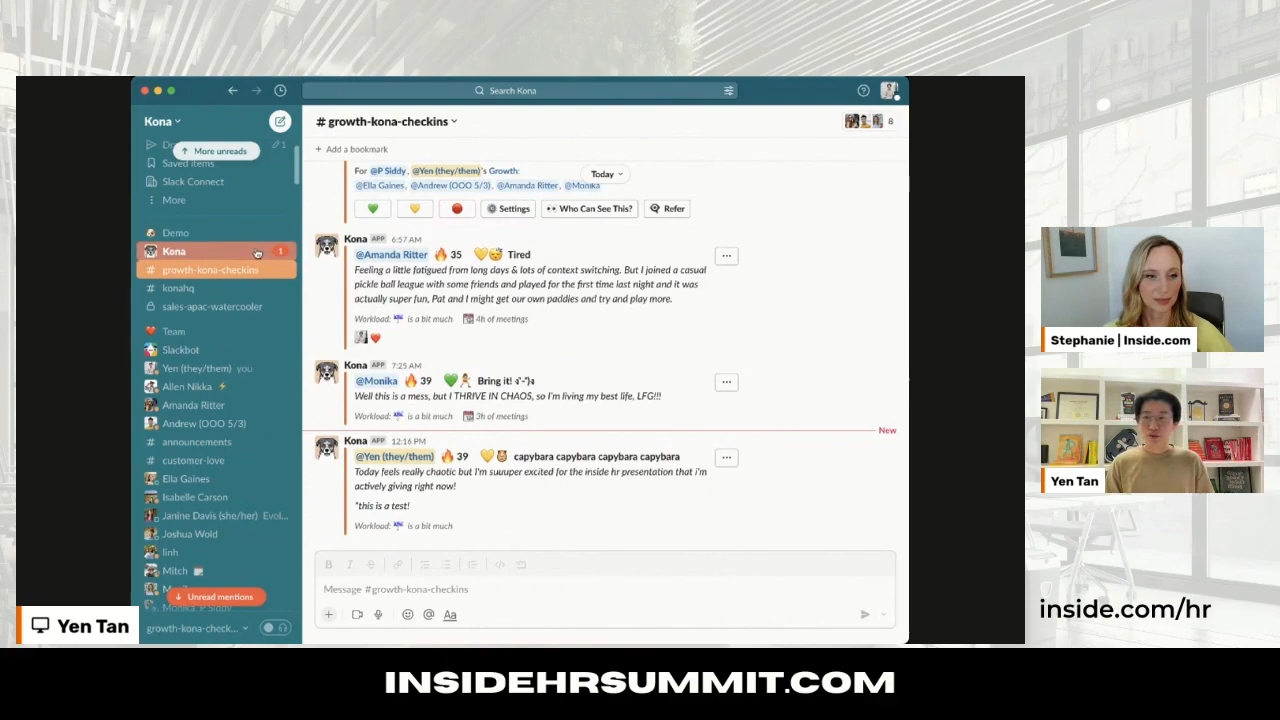 Search Kona
Kona
More unreads
1
Saved items
Slack Connect
More
Demo
Kona
1
growth-kona-checkins
konahq
sales-apac-watercooler
Team
Slackbot
Yen (they/them) you
Allen Nikka
Amanda Ritter
Andrew (OOO 5/3)
announcements
customer-love
Ella Gaines
Isabelle Carson
Janine Davis (she/her) Evol...
Joshua Wold
linh
Mitch
Unread mentions
growth-kona-check...
# growth-kona-checkins
8
+ Add a bookmark
For @P Siddy, @Yen (they/them)'s Growth:
Today
@Ella Gaines, @Andrew (OOO 5/3), @Amanda Ritter, @Monika
Settings
Who Can See This?
Refer
Kona APP 6:57 AM
@Amanda Ritter 🔥 35 💛😴 Tired
Feeling a little fatigued from long days & lots of context switching. But I joined a casual
pickle ball league with some friends and played for the first time last night and it was
actually super fun, Pat and I might get our own paddies and try and play more.
Workload: is a bit much 4h of meetings
Kona APP 7:25 AM
@Monika 🔥 39 💚 Bring it!
Well this is a mess, but I THRIVE IN CHAOS, so I'm living my best life, LFG!!!
Workload: is a bit much 3h of meetings
New
Kona APP 12:16 PM
@Yen (they/them) 🔥 39 💛 capybara capybara capybara capybara
Today feels really chaotic but I'm suuuper excited for the inside hr presentation that i'm
actively giving right now!
*this is a test!
Workload: is a bit much
Message #growth-kona-checkins
Aa
Stephanie | Inside.com
Yen Tan
inside.com/hr
Yen Tan
INSIDEHRSUMMIT.COM